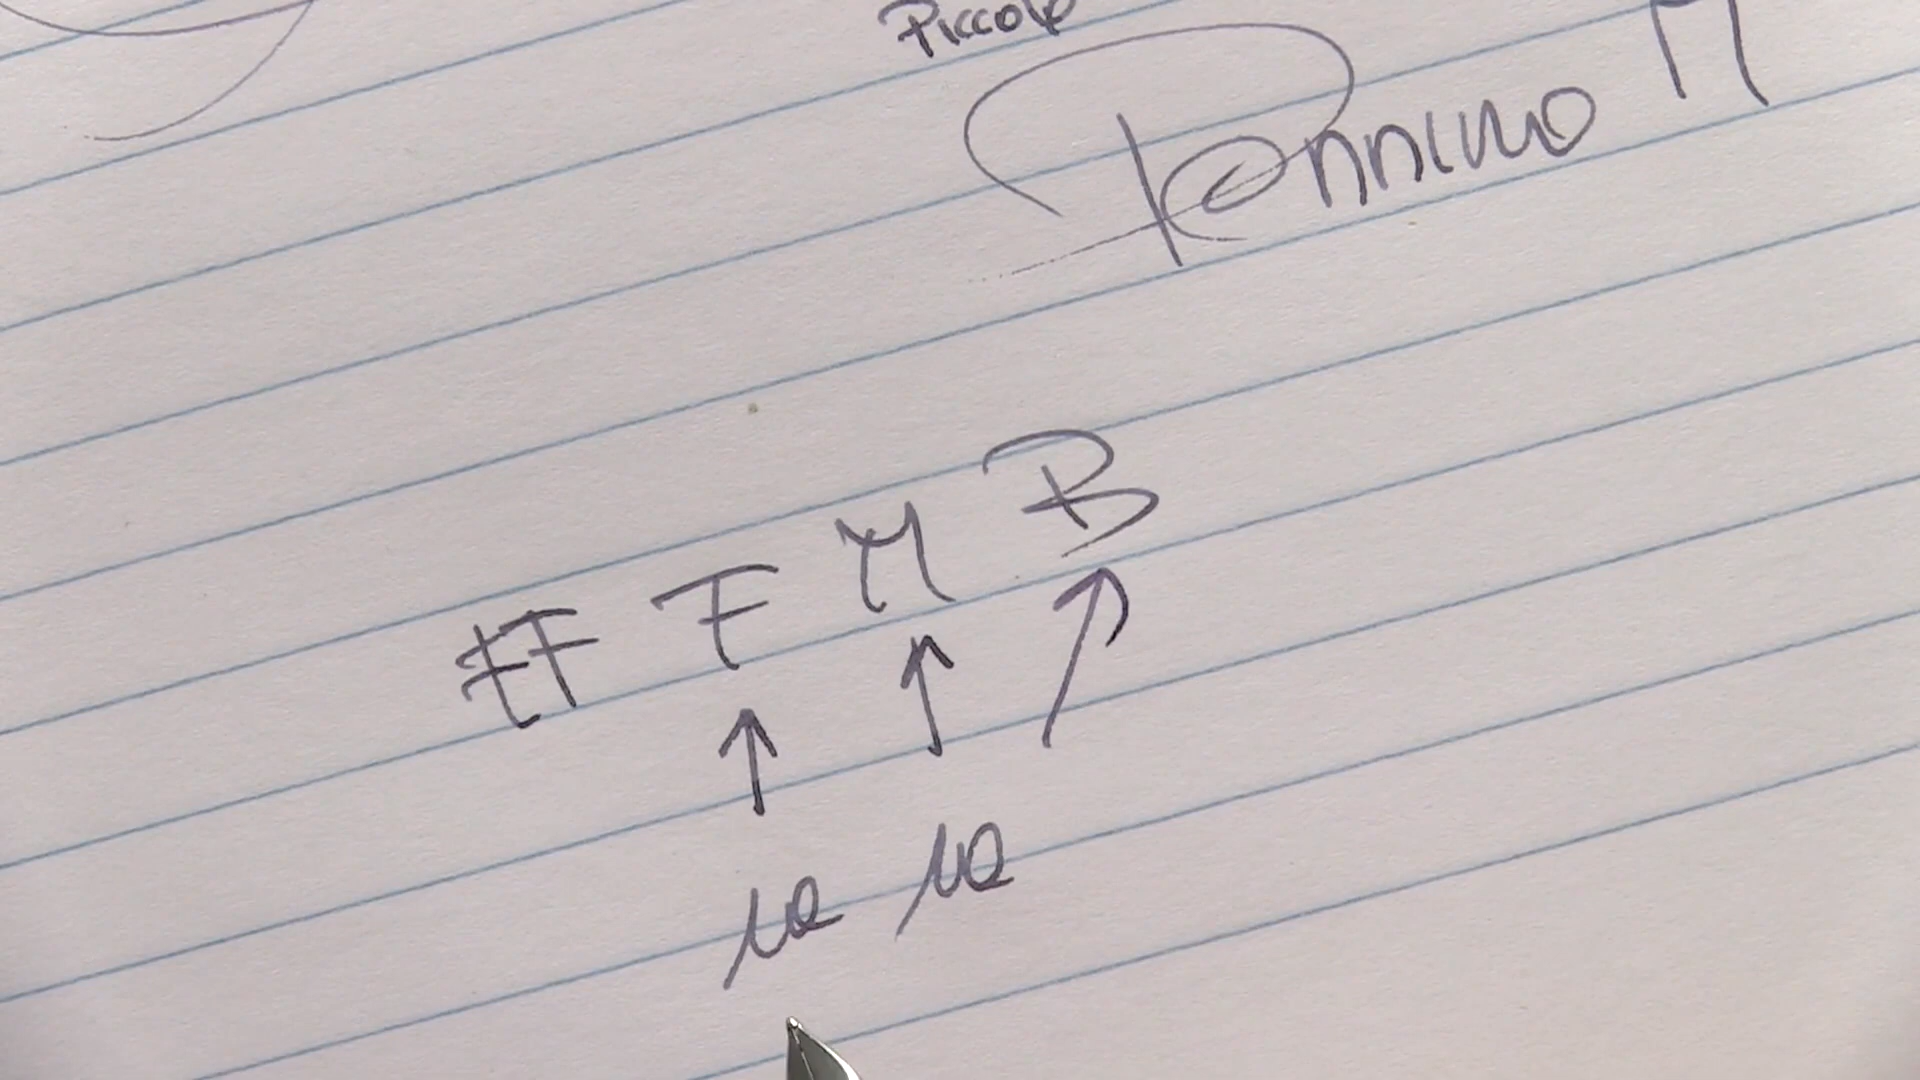 Piccolo
Pennino M
EF F M B
↑ ↑ ↑